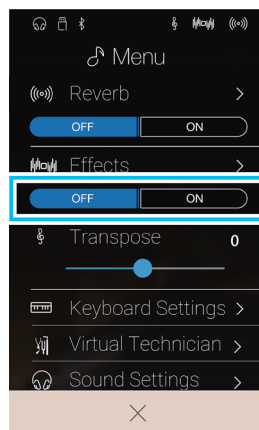 Menu
Reverb
OFF ON
Effects
OFF ON
Transpose 0
Keyboard Settings
Virtual Technician
Sound Settings